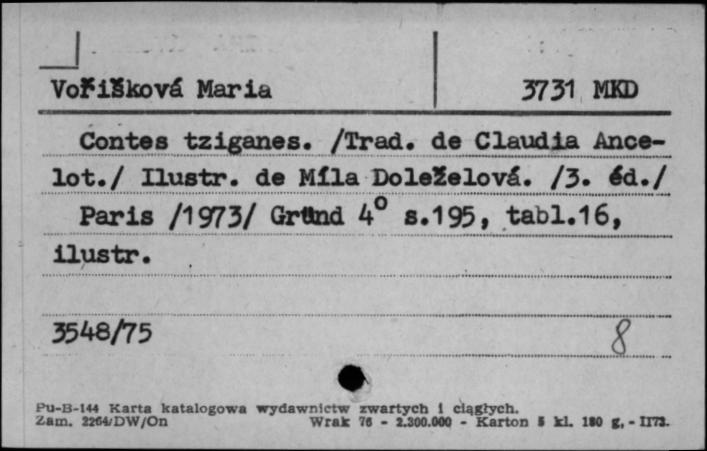 Voříšková Maria 3731 MKD
Contes tziganes. /Trad. de Claudia Ance-
lot./ Ilustr. de Míla Doleželová. /3. éd./
Paris /1973/ Gründ 4° s.195, tabl.16,
ilustr.
3548/75 8
Pu-B-144 Karta katalogowa wydawnictw zwartych i ciągłych.
Zam. 2264/DW/On Wrak 76 - 2.300.000 - Karton 5 kl. 180 g, - II73.